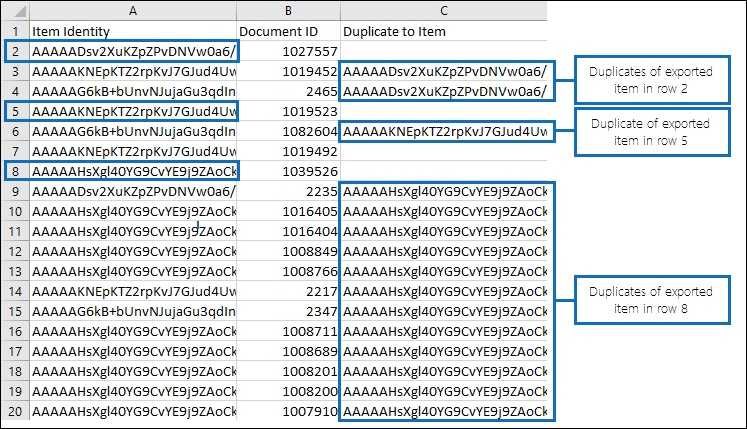 A B C
1 Item Identity Document ID Duplicate to Item
2 AAAAADsv2XuKZpZPvDNVw0a6/ 1027557
3 AAAAAKNEpKTZ2rpKvJ7GJud4Uw 1019452 AAAAADsv2XuKZpZPvDNVw0a6/
4 AAAAAG6kB+bUnvNJujaGu3qdIn 2465 AAAAADsv2XuKZpZPvDNVw0a6/
5 AAAAAKNEpKTZ2rpKvJ7GJud4Uw 1019523
6 AAAAAG6kB+bUnvNJujaGu3qdIn 1082604 AAAAAKNEpKTZ2rpKvJ7GJud4Uw
7 AAAAAKNEpKTZ2rpKvJ7GJud4Uw 1019492
8 AAAAAHsXgl40YG9CvYE9j9ZAoCk 1039526
9 AAAAADsv2XuKZpZPvDNVw0a6/ 2235 AAAAAHsXgl40YG9CvYE9j9ZAoCk
10 AAAAAHsXgl40YG9CvYE9j9ZAoCk 1016405 AAAAAHsXgl40YG9CvYE9j9ZAoCk
11 AAAAAHsXgl40YG9CvYE9j9ZAoCk 1016404 AAAAAHsXgl40YG9CvYE9j9ZAoCk
12 AAAAAHsXgl40YG9CvYE9j9ZAoCk 1008849 AAAAAHsXgl40YG9CvYE9j9ZAoCk
13 AAAAAHsXgl40YG9CvYE9j9ZAoCk 1008766 AAAAAHsXgl40YG9CvYE9j9ZAoCk
14 AAAAAKNEpKTZ2rpKvJ7GJud4Uw 2217 AAAAAHsXgl40YG9CvYE9j9ZAoCk
15 AAAAAG6kB+bUnvNJujaGu3qdIn 2347 AAAAAHsXgl40YG9CvYE9j9ZAoCk
16 AAAAAHsXgl40YG9CvYE9j9ZAoCk 1008711 AAAAAHsXgl40YG9CvYE9j9ZAoCk
17 AAAAAHsXgl40YG9CvYE9j9ZAoCk 1008689 AAAAAHsXgl40YG9CvYE9j9ZAoCk
18 AAAAAHsXgl40YG9CvYE9j9ZAoCk 1008201 AAAAAHsXgl40YG9CvYE9j9ZAoCk
19 AAAAAHsXgl40YG9CvYE9j9ZAoCk 1008200 AAAAAHsXgl40YG9CvYE9j9ZAoCk
20 AAAAAHsXgl40YG9CvYE9j9ZAoCk 1007910 AAAAAHsXgl40YG9CvYE9j9ZAoCk
Duplicates of exported
item in row 2
Duplicate of exported
item in row 5
Duplicates of exported
item in row 8